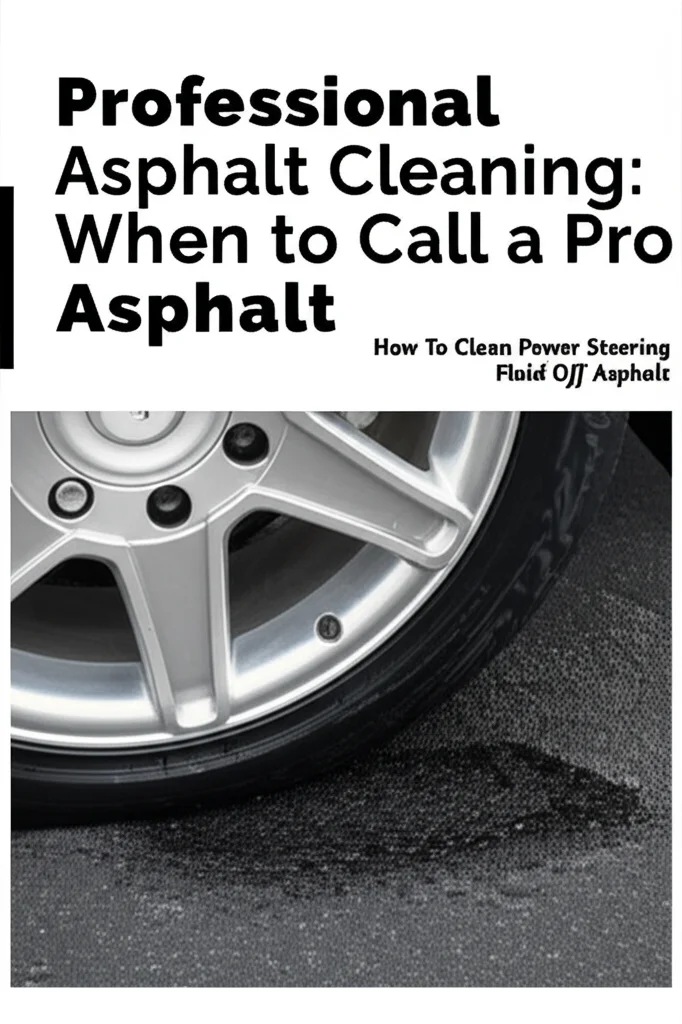 Professional
Asphalt Cleaning:
When to Call a Pro
Asphalt
How To Clean Power Steering
Fluid Off Asphalt